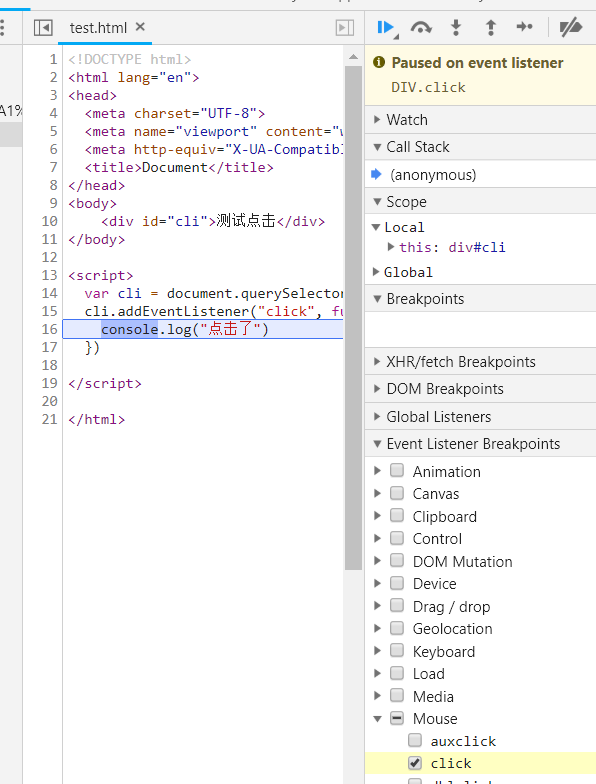 test.html ×
A1%
1 <!DOCTYPE html>
2 <html lang="en">
3 <head>
4 <meta charset="UTF-8">
5 <meta name="viewport" content="w
6 <meta http-equiv="X-UA-Compatibl
7 <title>Document</title>
8 </head>
9 <body>
10 <div id="cli">测试点击</div>
11 </body>
12
13 <script>
14 var cli = document.querySelector
15 cli.addEventListener("click", fu
16 console.log("点击了")
17 })
18
19 </script>
20
21 </html>
Paused on event listener
DIV.click
Watch
Call Stack
(anonymous)
Scope
Local
this: div#cli
Global
Breakpoints
XHR/fetch Breakpoints
DOM Breakpoints
Global Listeners
Event Listener Breakpoints
Animation
Canvas
Clipboard
Control
DOM Mutation
Device
Drag / drop
Geolocation
Keyboard
Load
Media
Mouse
auxclick
click